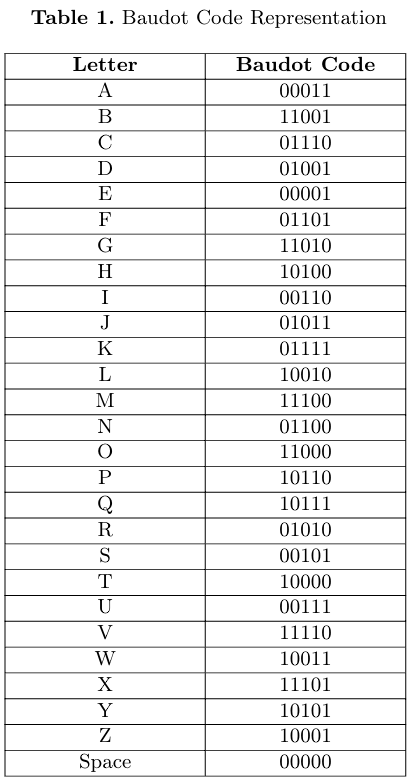 Table 1. Baudot Code Representation
Letter Baudot Code
A 00011
B 11001
C 01110
D 01001
E 00001
F 01101
G 11010
H 10100
I 00110
J 01011
K 01111
L 10010
M 11100
N 01100
O 11000
P 10110
Q 10111
R 01010
S 00101
T 10000
U 00111
V 11110
W 10011
X 11101
Y 10101
Z 10001
Space 00000